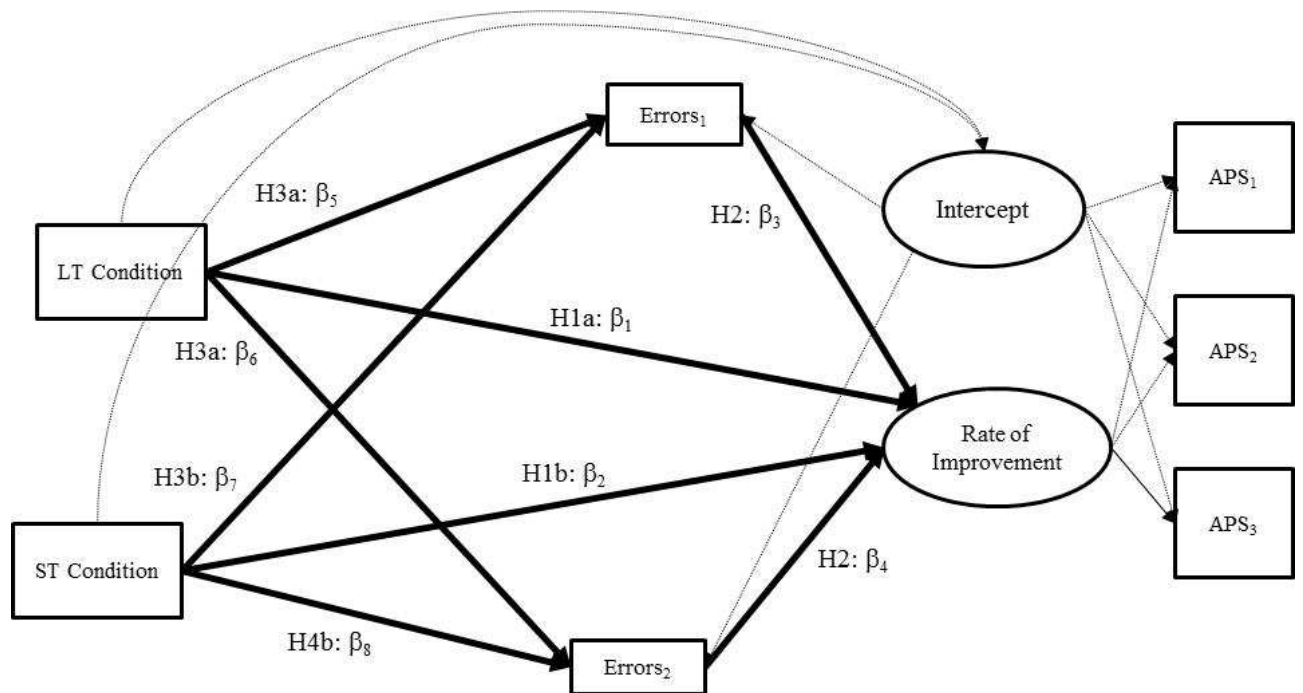 Errors₁
APS₁
H3a: β₅
H2: β₃
Intercept
LT Condition
H1a: β₁
H3a: β₆
APS₂
Rate of
Improvement
H3b: β₇
H1b: β₂
APS₃
ST Condition
H2: β₄
H4b: β₈
Errors₂